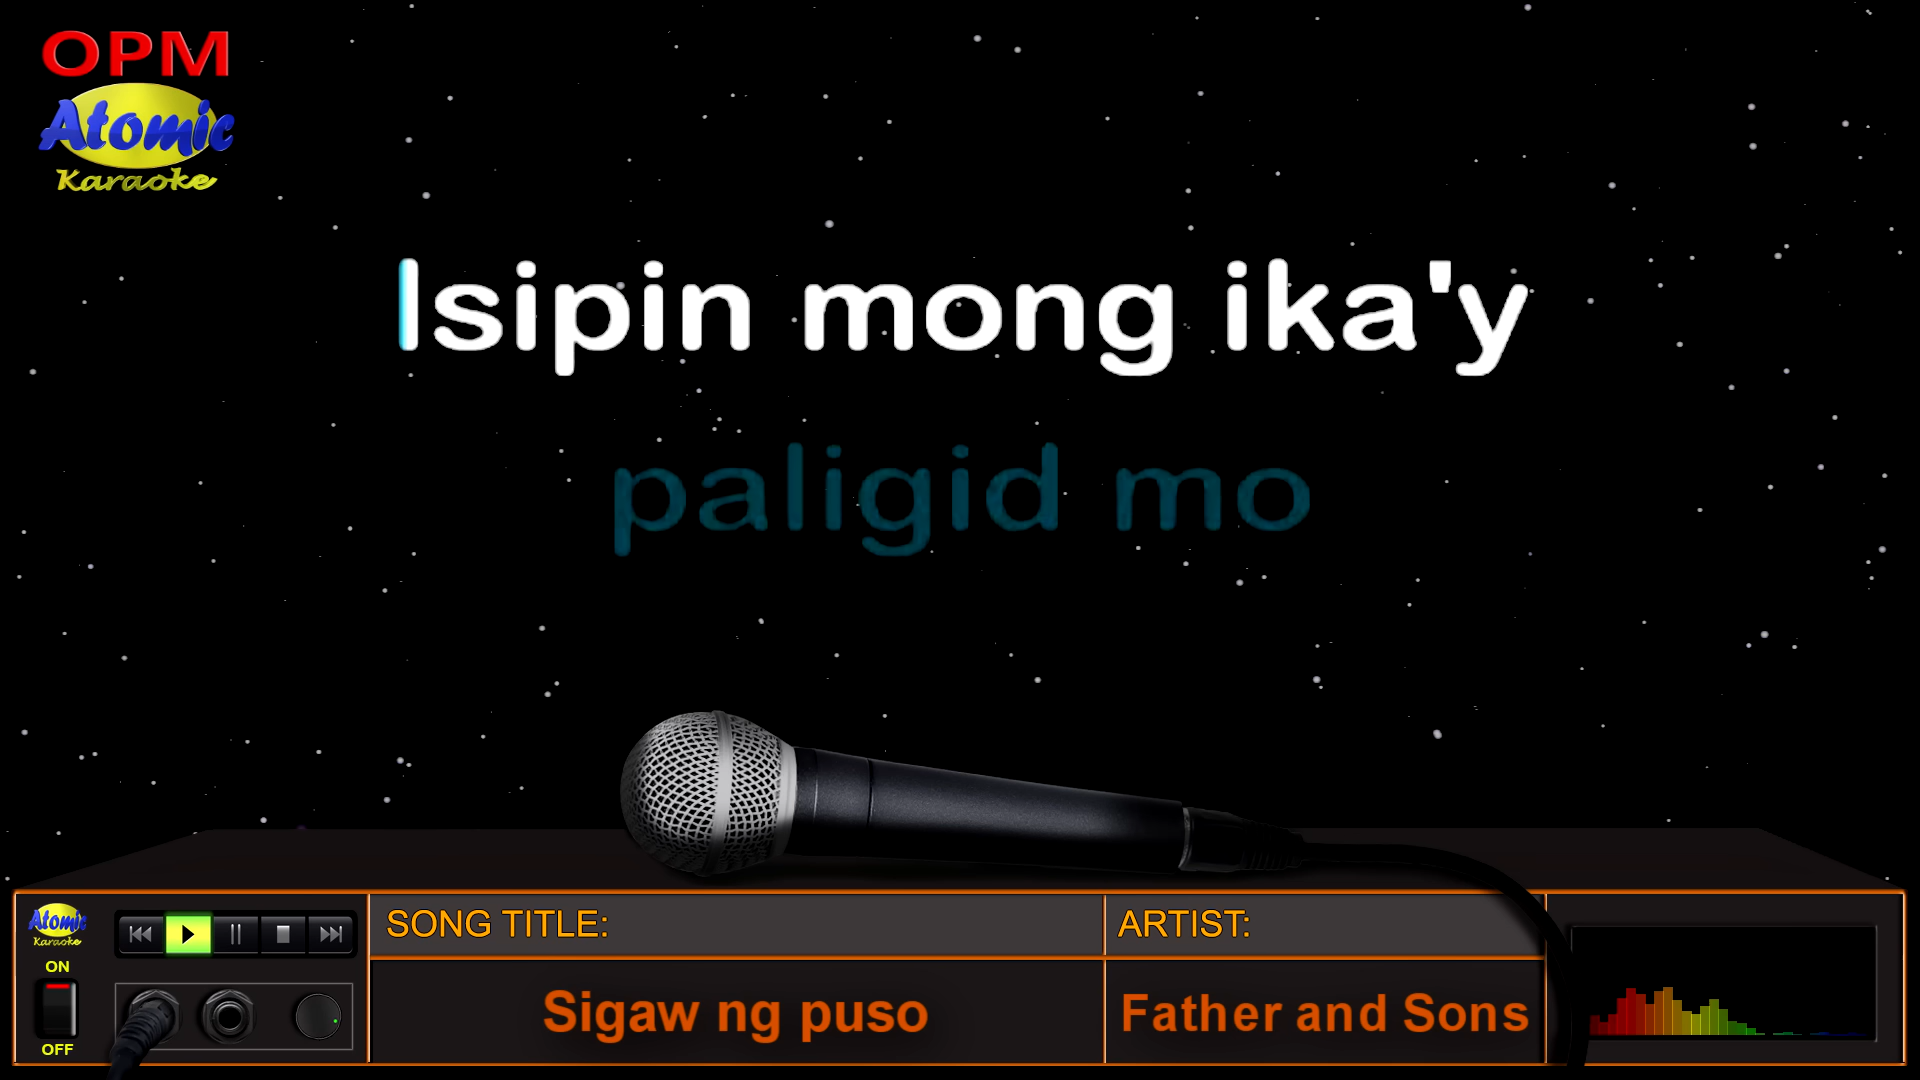 OPM
Atomic
Karaoke
Isipin mong ika'y
paligid mo
Atomic
Karaoke
ON
OFF
SONG TITLE:
ARTIST:
Sigaw ng puso
Father and Sons